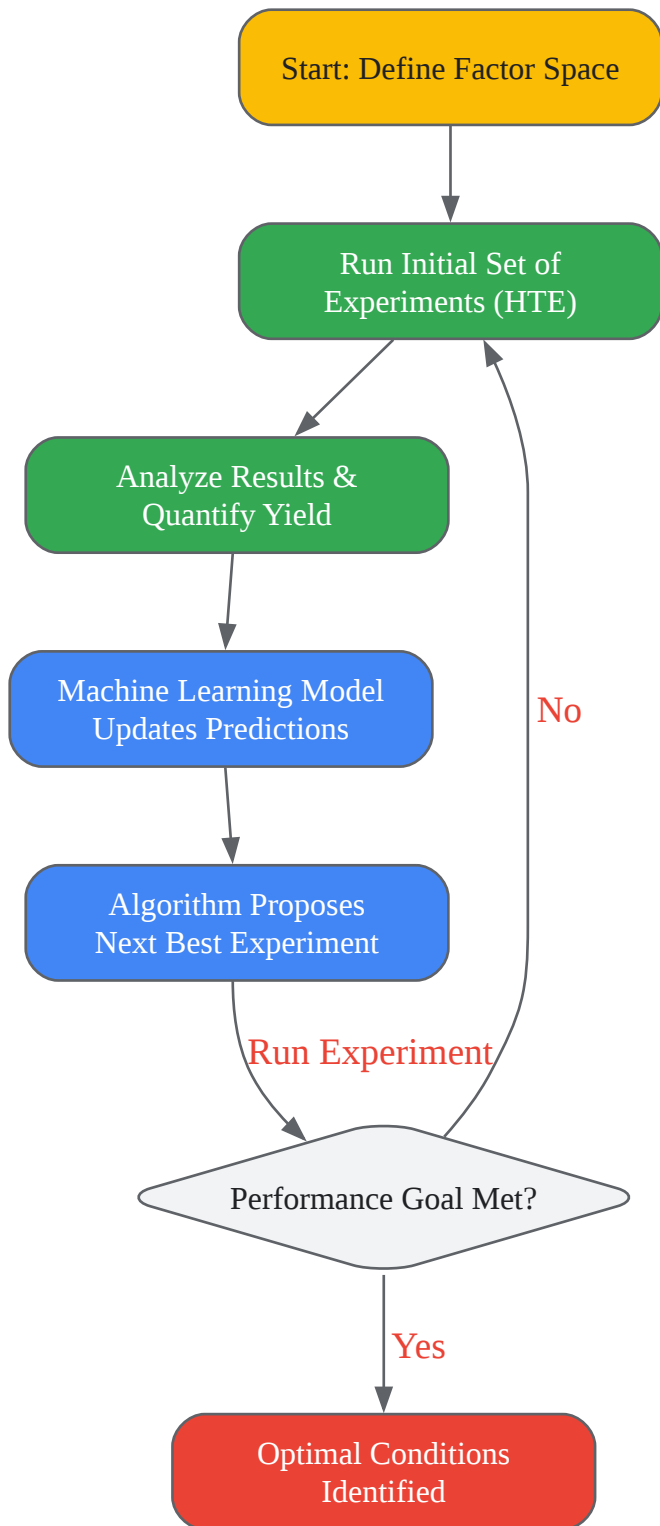 Start: Define Factor Space
Run Initial Set of
Experiments (HTE)
Analyze Results &
Quantify Yield
Machine Learning Model
Updates Predictions
No
Algorithm Proposes
Next Best Experiment
Run Experiment
Performance Goal Met?
Yes
Optimal Conditions
Identified